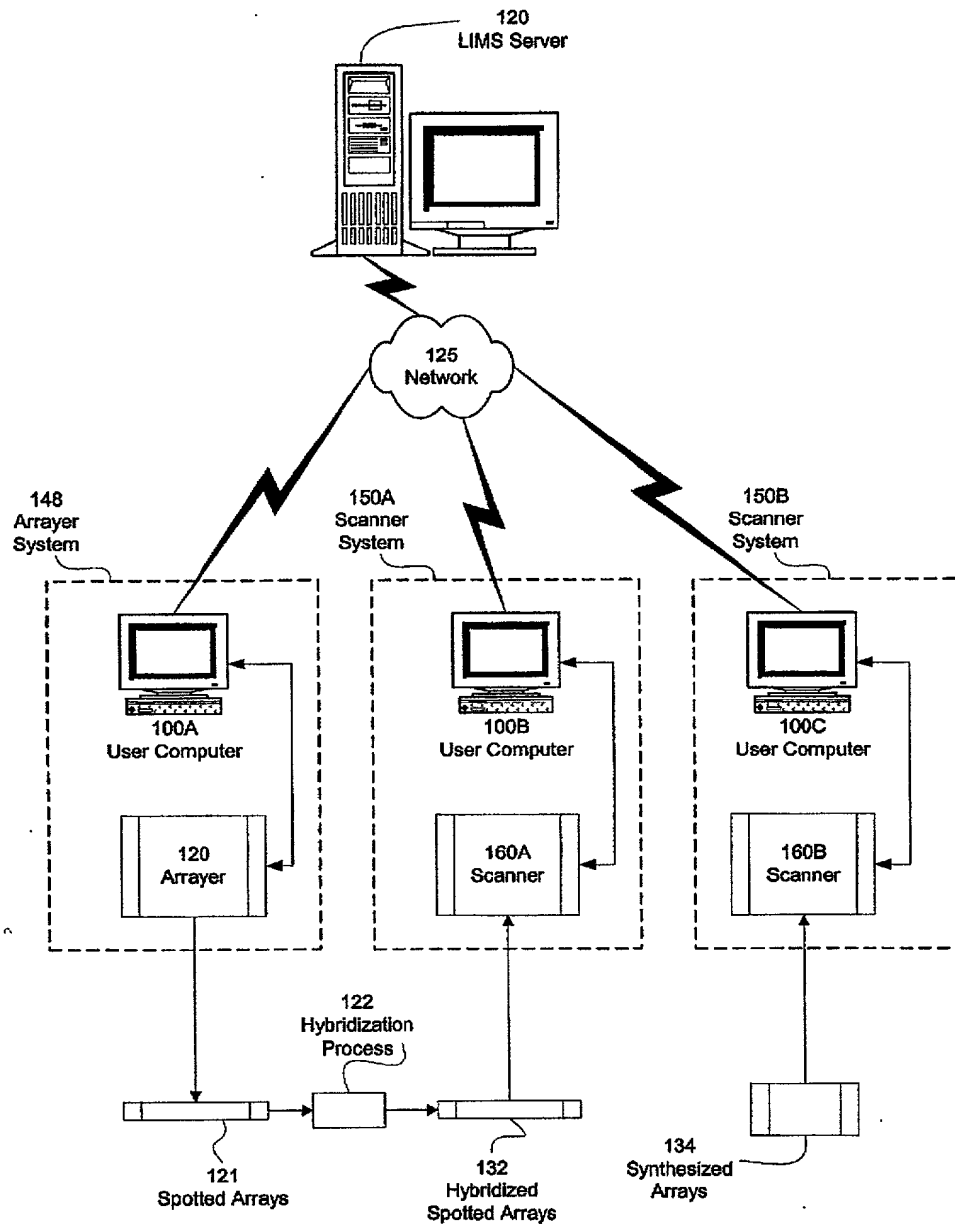 120
LIMS Server
125
Network
148
Arrayer
System
150A
Scanner
System
150B
Scanner
System
100A
User Computer
100B
User Computer
100C
User Computer
120
Arrayer
160A
Scanner
160B
Scanner
122
Hybridization
Process
121
Spotted Arrays
132
Hybridized
Spotted Arrays
134
Synthesized
Arrays